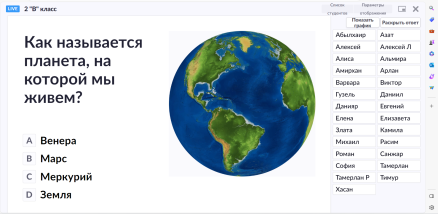 LIVE
2 "В" класс
Список студентов
Параметры отображения
Показать график
Раскрыть ответ
Как называется
планета, на
которой мы
живем?
A Венера
B Марс
C Меркурий
D Земля
Абылхаир Азат
Алексей Алексей Л
Алиса Альмира
Амирхан Арлан
Варвара Виктор
Гузель Даниил
Данияр Евгений
Елена Елизавета
Злата Камила
Михаил Расим
Роман Санжар
София Тамерлан
Тамерлан Р Тимур
Хасан